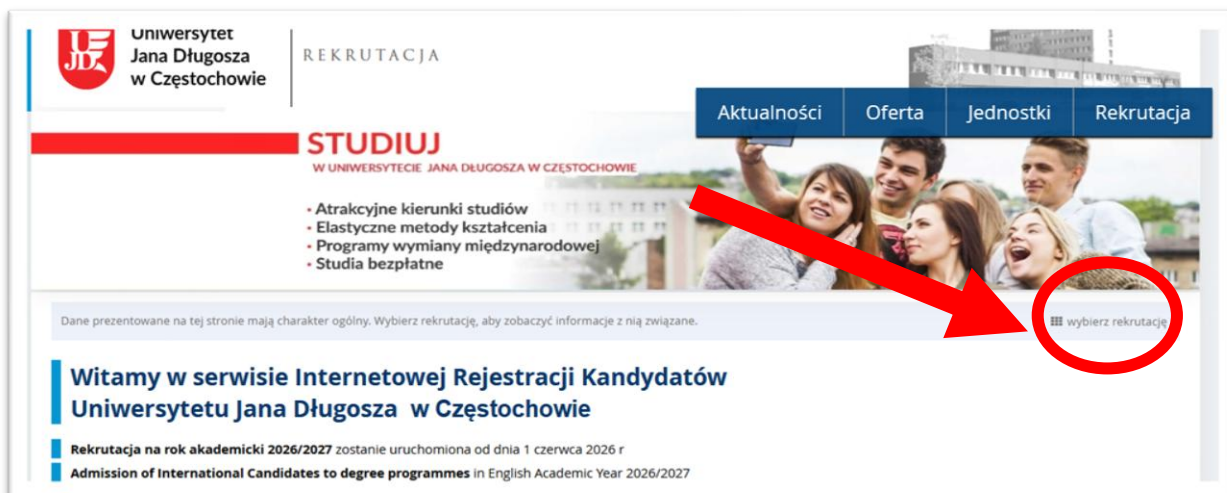 Uniwersytet
Jana Długosza
w Częstochowie
UJD
REKRUTACJA
Aktualności Oferta Jednostki Rekrutacja
STUDIUJ
W UNIWERSYTECIE JANA DŁUGOSZA W CZĘSTOCHOWIE
- Atrakcyjne kierunki studiów
- Elastyczne metody kształcenia
- Programy wymiany międzynarodowej
- Studia bezpłatne
Dane prezentowane na tej stronie mają charakter ogólny. Wybierz rekrutację, aby zobaczyć informacje z nią związane.
wybierz rekrutację
Witamy w serwisie Internetowej Rejestracji Kandydatów
Uniwersytetu Jana Długosza w Częstochowie
Rekrutacja na rok akademicki 2026/2027 zostanie uruchomiona od dnia 1 czerwca 2026 r
Admission of International Candidates to degree programmes in English Academic Year 2026/2027